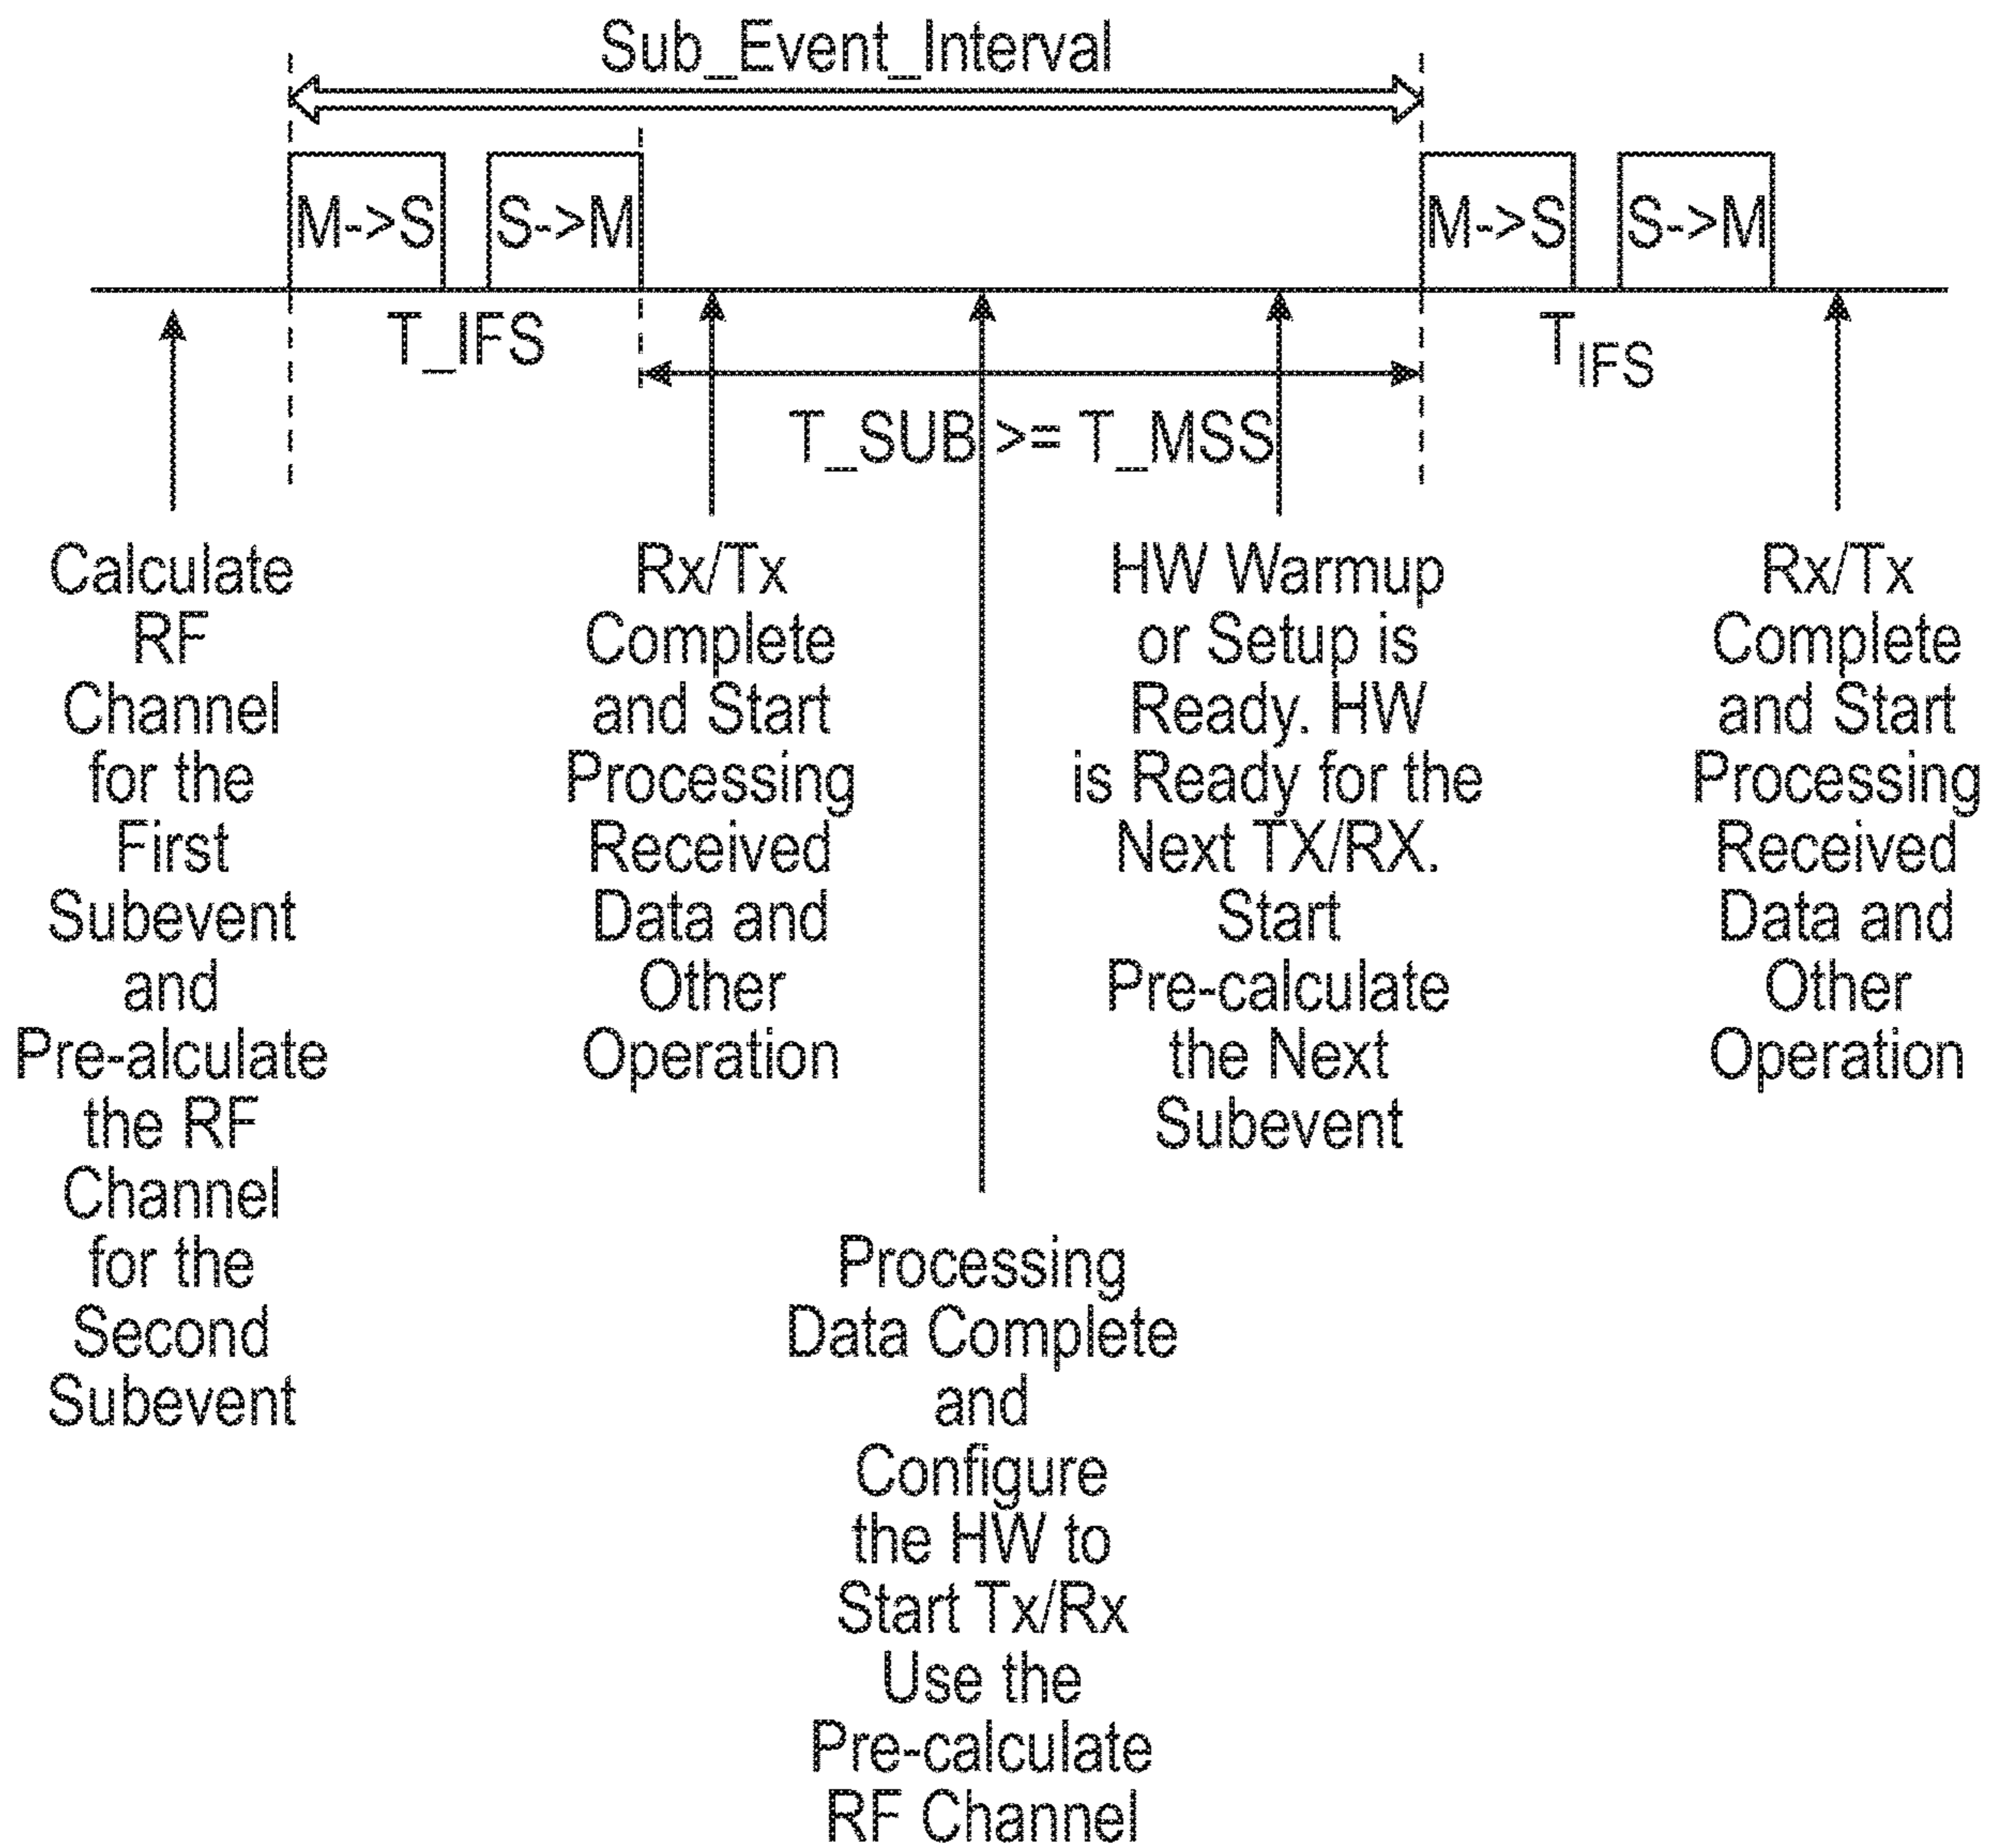 Sub_Event_Interval
M->S
S->M
M->S
S->M
T_IFS
TIFS
T_SUB >= T_MSS
Calculate
RF
Channel
for the
First
Subevent
and
Pre-alculate
the RF
Channel
for the
Second
Subevent
Rx/Tx
Complete
and Start
Processing
Received
Data and
Other
Operation
Processing
Data Complete
and
Configure
the HW to
Start Tx/Rx
Use the
Pre-calculate
RF Channel
HW Warmup
or Setup is
Ready. HW
is Ready for the
Next TX/RX.
Start
Pre-calculate
the Next
Subevent
Rx/Tx
Complete
and Start
Processing
Received
Data and
Other
Operation